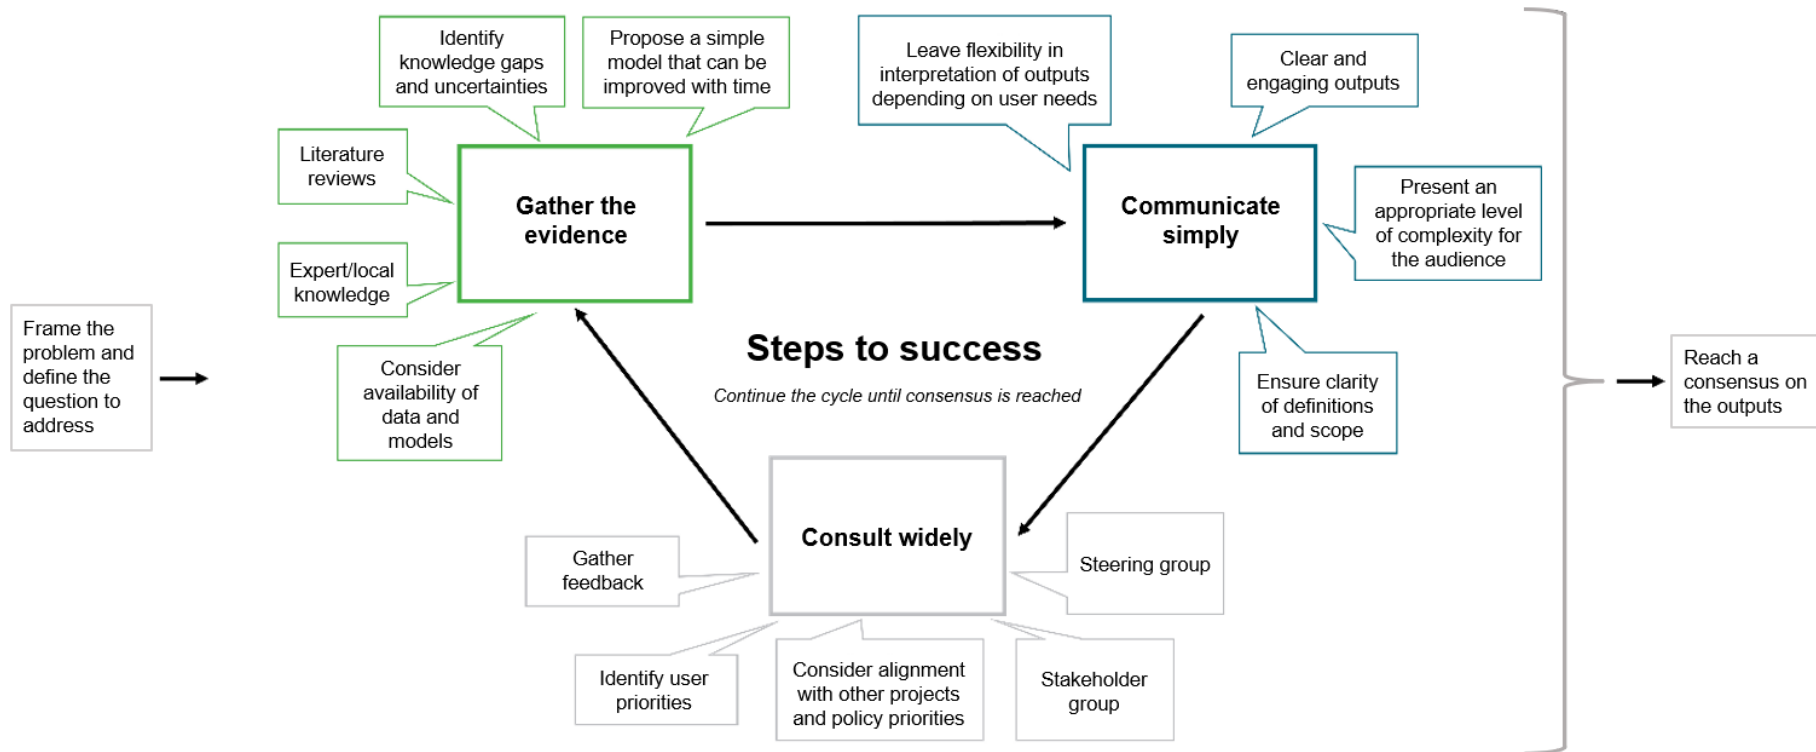 Identify
knowledge gaps
and uncertainties
Propose a simple
model that can be
improved with time
Leave flexibility in
interpretation of outputs
depending on user needs
Clear and
engaging outputs
Literature
reviews
Gather the
evidence
Communicate
simply
Present an
appropriate level
of complexity for
the audience
Expert/local
knowledge
Frame the
problem and
define the
question to
address
Consider
availability of
data and
models
Steps to success
Continue the cycle until consensus is reached
Ensure clarity
of definitions
and scope
Reach a
consensus on
the outputs
Consult widely
Gather
feedback
Steering group
Identify user
priorities
Consider alignment
with other projects
and policy priorities
Stakeholder
group